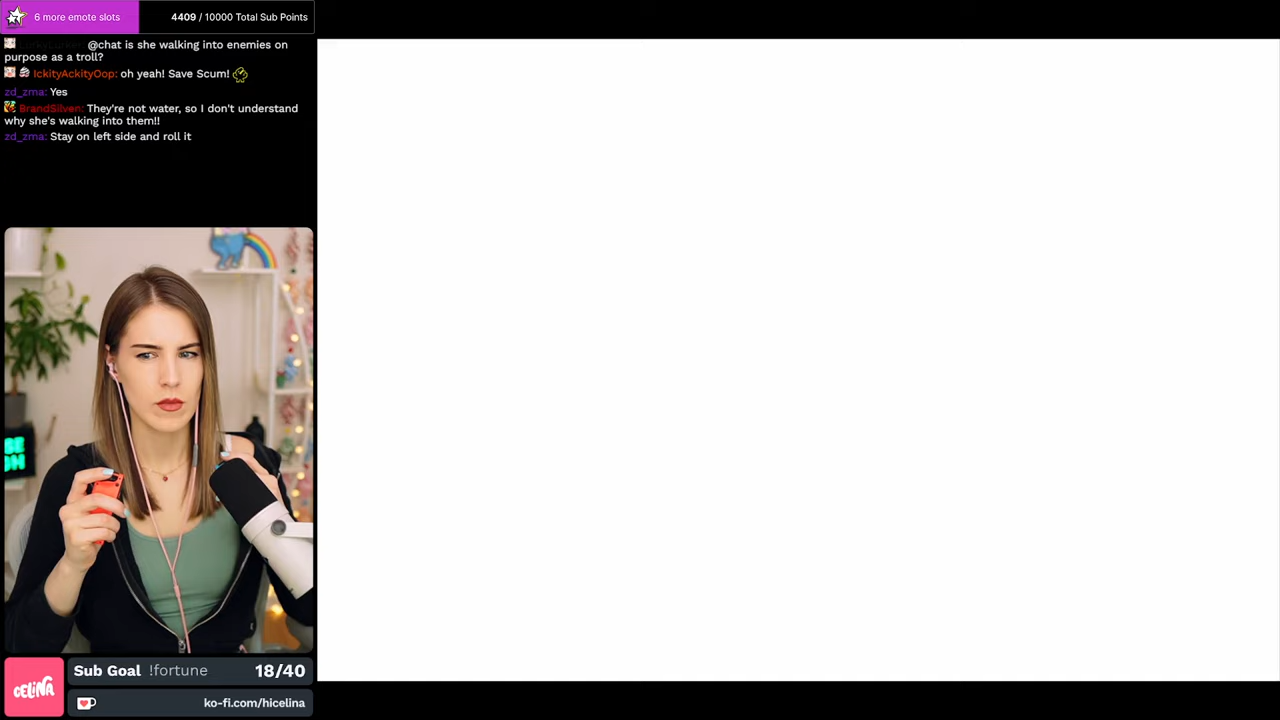 6 more emote slots
4409 / 10000 Total Sub Points
@chat is she walking into enemies on
purpose as a troll?
IckityAckityOop: oh yeah! Save Scum!
zd_zma: Yes
BrandSilven: They're not water, so I don't understand
why she's walking into them!!
zd_zma: Stay on left side and roll it
CELINA
Sub Goal !fortune 18/40
ko-fi.com/hicelina